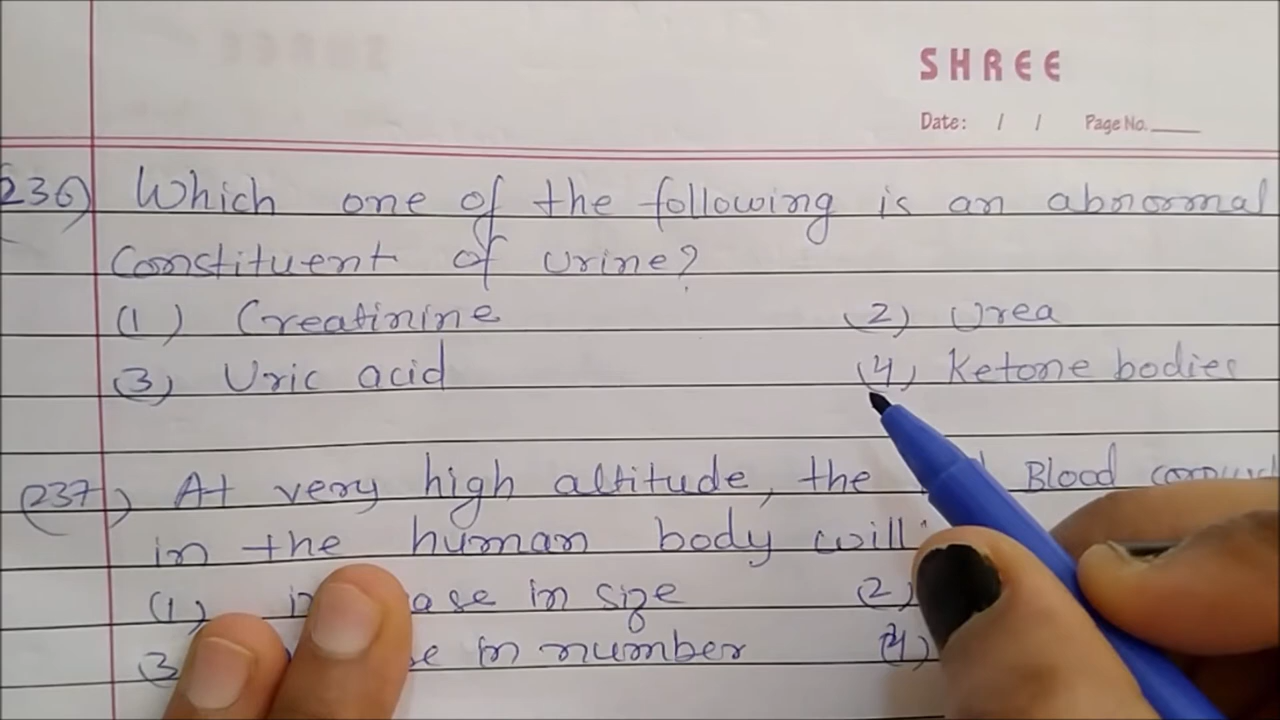 SHREE
Date: / / Page No.
236) Which one of the following is an abnormal
Constituent of urine?
(1) Creatinine (2) Urea
(3) Uric acid (4) Ketone bodies
(237) At very high altitude, the Blood
in the human body will
(1) in size (2)
(3 in number (4)